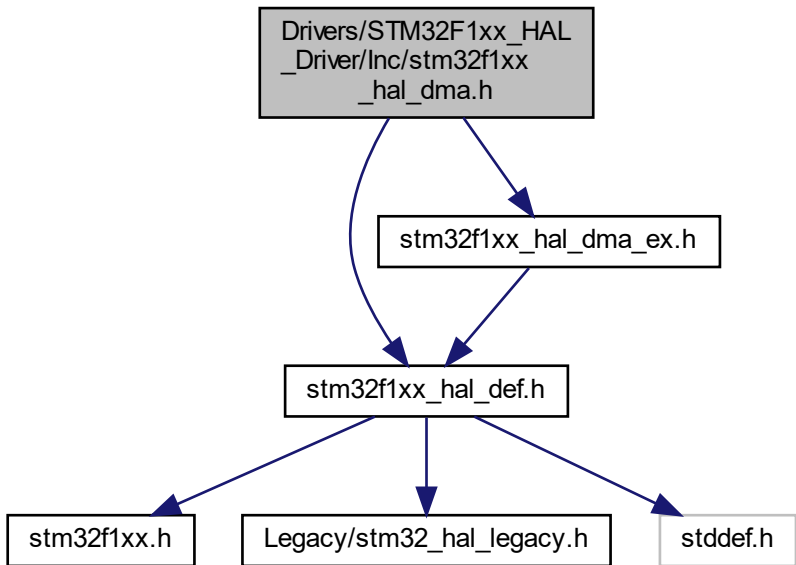 Drivers/STM32F1xx_HAL
_Driver/Inc/stm32f1xx
_hal_dma.h
stm32f1xx_hal_dma_ex.h
stm32f1xx_hal_def.h
stm32f1xx.h
Legacy/stm32_hal_legacy.h
stddef.h